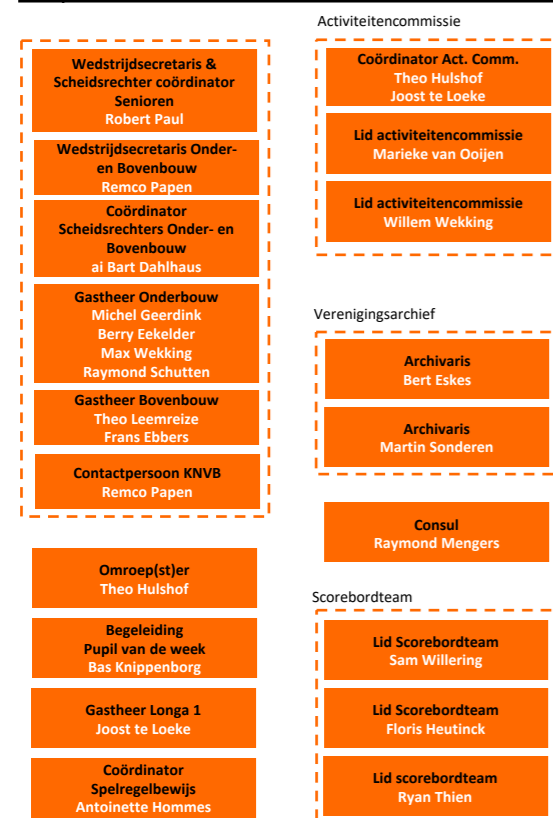 Wedstrijdsecretaris &
Scheidsrechter coördinator
Senioren
Robert Paul
Wedstrijdsecretaris Onder-
en Bovenbouw
Remco Papen
Coördinator
Scheidsrechters Onder- en
Bovenbouw
ai Bart Dahlhaus
Gastheer Onderbouw
Michel Geerdink
Berry Eekelder
Max Wekking
Raymond Schutten
Gastheer Bovenbouw
Theo Leemreize
Frans Ebbers
Contactpersoon KNVB
Remco Papen
Omroep(st)er
Theo Hulshof
Begeleiding
Pupil van de week
Bas Knippenborg
Gastheer Longa 1
Joost te Loeke
Coördinator
Spelregelbewijs
Antoinette Hommes
Activiteitencommissie
Coördinator Act. Comm.
Theo Hulshof
Joost te Loeke
Lid activiteitencommissie
Marieke van Ooijen
Lid activiteitencommissie
Willem Wekking
Verenigingsarchief
Archivaris
Bert Eskes
Archivaris
Martin Sonderen
Consul
Raymond Mengers
Scorebordteam
Lid Scorebordteam
Sam Willering
Lid Scorebordteam
Floris Heutinck
Lid scorebordteam
Ryan Thien